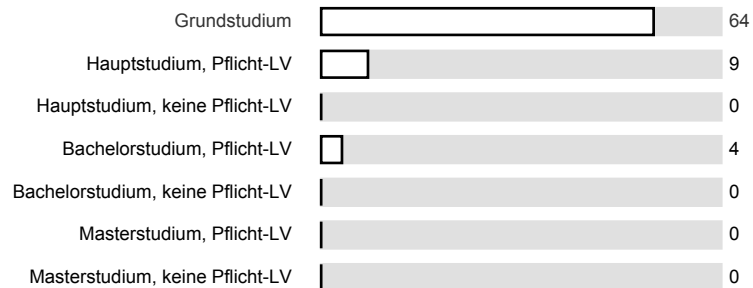 Grundstudium 64
Hauptstudium, Pflicht-LV 9
Hauptstudium, keine Pflicht-LV 0
Bachelorstudium, Pflicht-LV 4
Bachelorstudium, keine Pflicht-LV 0
Masterstudium, Pflicht-LV 0
Masterstudium, keine Pflicht-LV 0